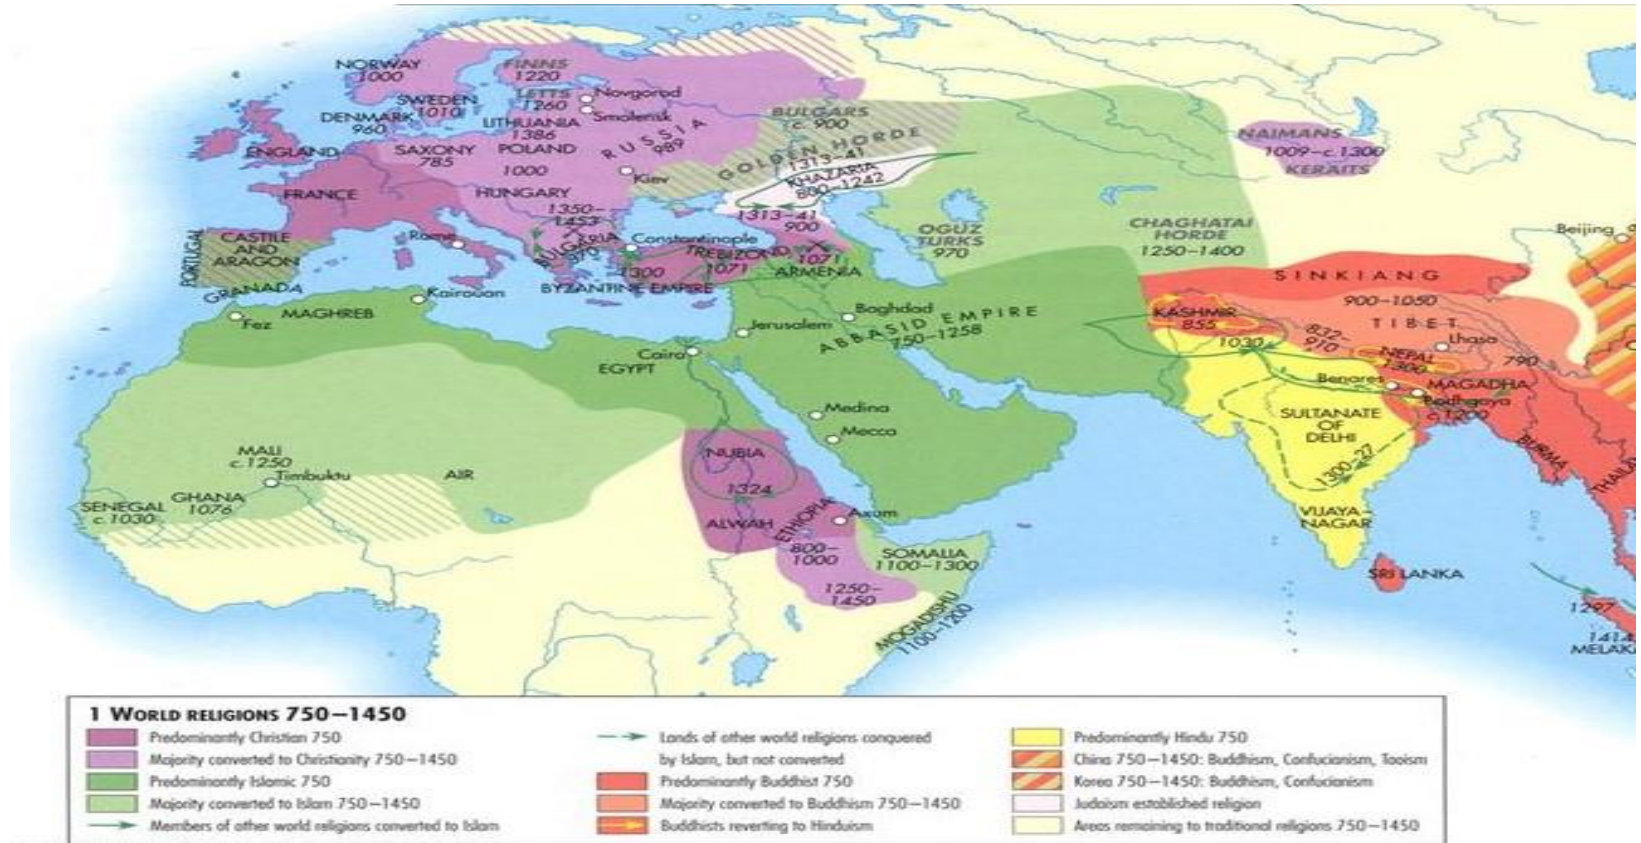 NORWAY
1000
FINNS
1220
SWEDEN
1010
LETTS
1260
Novgorod
Smolensk
DENMARK
960
LITHUANIA
1386
ENGLAND
SAXONY
785
POLAND
1000
RUSSIA
989
BULGARS
c. 900
GOLDEN HORDE
1313-41
KHAZARIA
800-1242
NAIMANS
1009-c.1300
KERAITS
FRANCE
HUNGARY
Kiev
1350-
1453
1313-41
900
PORTUGAL
CASTILE
AND
ARAGON
Rome
BULGARIA
Constantinople
TREBIZOND
1071
1071
ARMENIA
1300
BYZANTINE EMPIRE
OGUZ
TURKS
970
CHAGHATAI
HORDE
1250-1400
Beijing
SINKIANG
900-1050
GRANADA
Fez
MAGHREB
Kairouan
Jerusalem
Baghdad
ABBASID EMPIRE
750-1258
KASHMIR
855
1030
832-
910
TIBET
Lhasa
NEPAL
1300
790
Cairo
EGYPT
Benares
MAGADHA
Bodhgaya
c.1200
Medina
Mecca
SULTANATE
OF
DELHI
1300-27
BURMA
MALI
c.1250
Timbuktu
AIR
NUBIA
1324
SENEGAL
c.1030
GHANA
1076
ALWAH
ETHIOPIA
Axum
800-
1000
SOMALIA
1100-1300
1250-
1450
MOGADISHU
1100-1200
VIJAYA-
NAGAR
SRI LANKA
1297
1414
1 WORLD RELIGIONS 750-1450
Predominantly Christian 750
Majority converted to Christianity 750-1450
Predominantly Islamic 750
Majority converted to Islam 750-1450
Members of other world religions converted to Islam
Lands of other world religions conquered
by Islam, but not converted
Predominantly Buddhist 750
Majority converted to Buddhism 750-1450
Buddhists reverting to Hinduism
Predominantly Hindu 750
China 750-1450: Buddhism, Confucianism, Taoism
Korea 750-1450: Buddhism, Confucianism
Judaism established religion
Areas remaining to traditional religions 750-1450